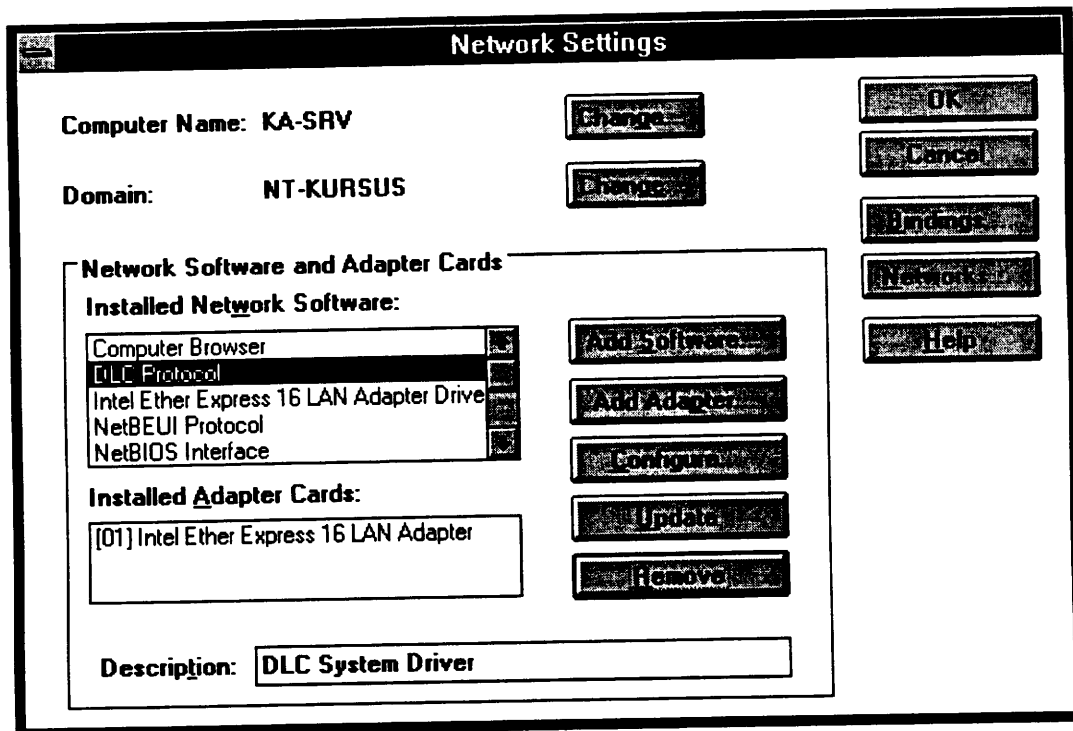 Network Settings
Computer Name: KA-SRV
Change...
OK
Cancel
Domain: NT-KURSUS
Change...
Bindings...
Networks...
Help
Network Software and Adapter Cards
Installed Network Software:
Computer Browser
DLC Protocol
Intel Ether Express 16 LAN Adapter Drive
NetBEUI Protocol
NetBIOS Interface
Add Software...
Add Adapter...
Configure...
Update
Remove
Installed Adapter Cards:
[01] Intel Ether Express 16 LAN Adapter
Description: DLC System Driver